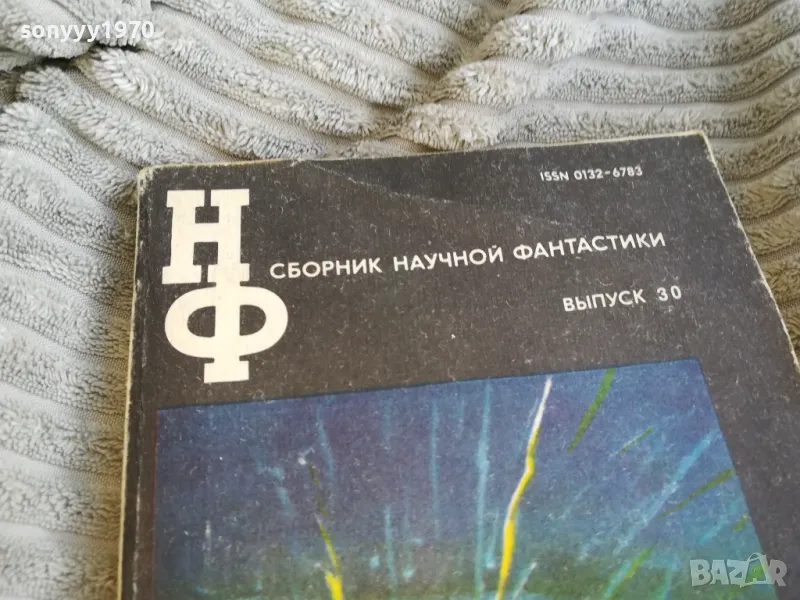 sonyyy1970
ISSN 0132-6783
НФ
СБОРНИК НАУЧНОЙ ФАНТАСТИКИ
ВЫПУСК 30
BAZAR